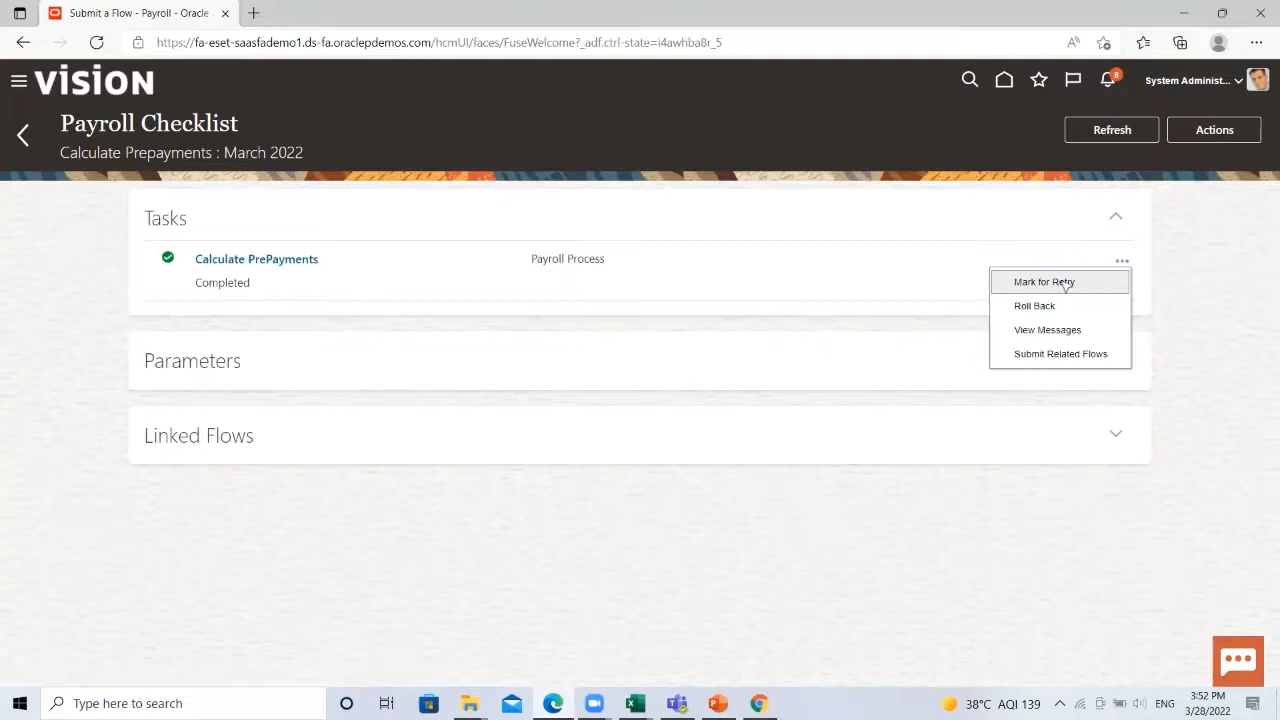 Submit a Flow - Payroll - Oracle
https://fa-eset-saasfademo1.ds-fa.oraclepdemos.com/hcmUI/faces/FuseWelcome?_adf.ctrl-state=i4awhba8r_5
VISION
8
System Administ...
Payroll Checklist
Calculate Prepayments : March 2022
Refresh
Actions
Tasks
Calculate PrePayments
Payroll Process
Completed
Mark for Retry
Roll Back
View Messages
Submit Related Flows
Parameters
Linked Flows
Type here to search
38°C AQI 139
ENG
3:52 PM
3/28/2022